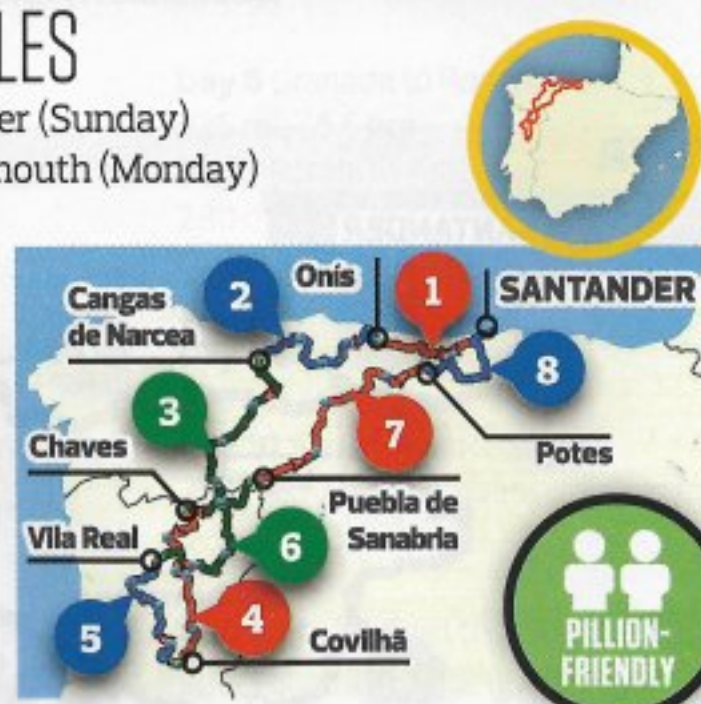 LES
er (Sunday)
nouth (Monday)
Cangas
de Narcea
2
Onis
1
SANTANDER
8
3
7
Chaves
Potes
Puebla de
Sanabria
Vila Real
6
4
5
Covilhã
PILLION-
FRIENDLY